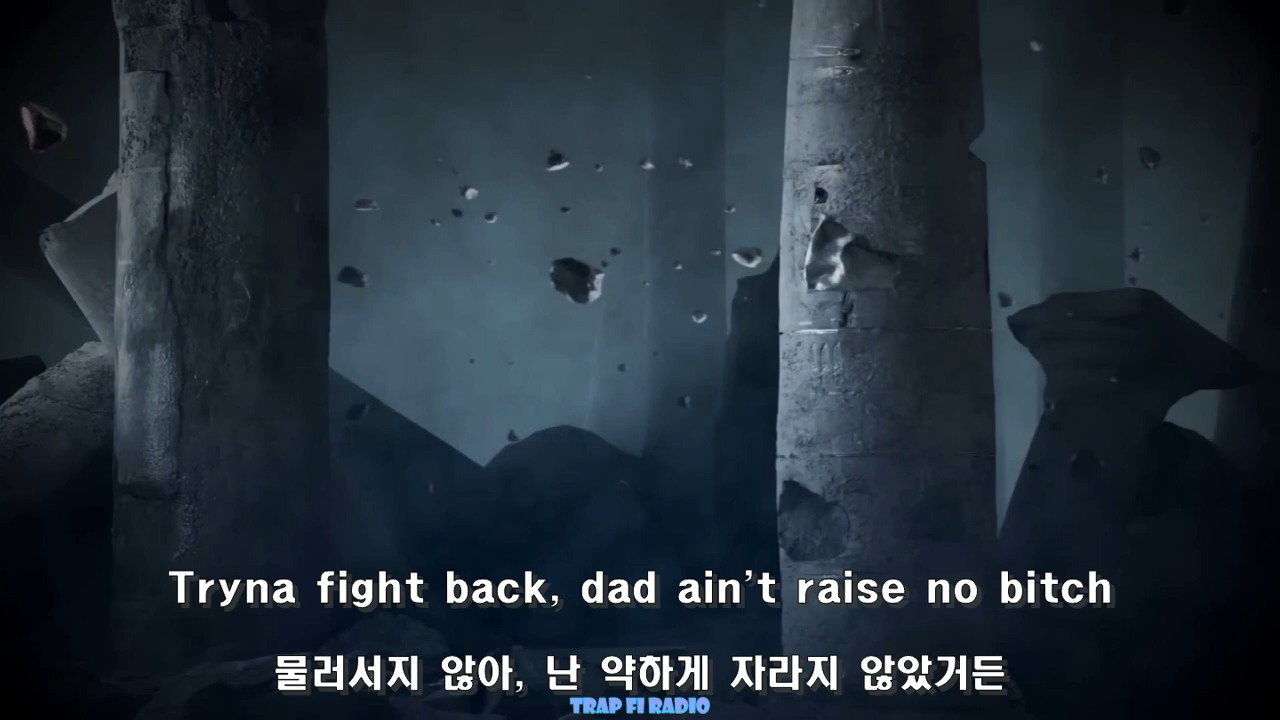 Tryna fight back, dad ain't raise no bitch
물러서지 않아, 난 약하게 자라지 않았거든
TRAP FI RADIO